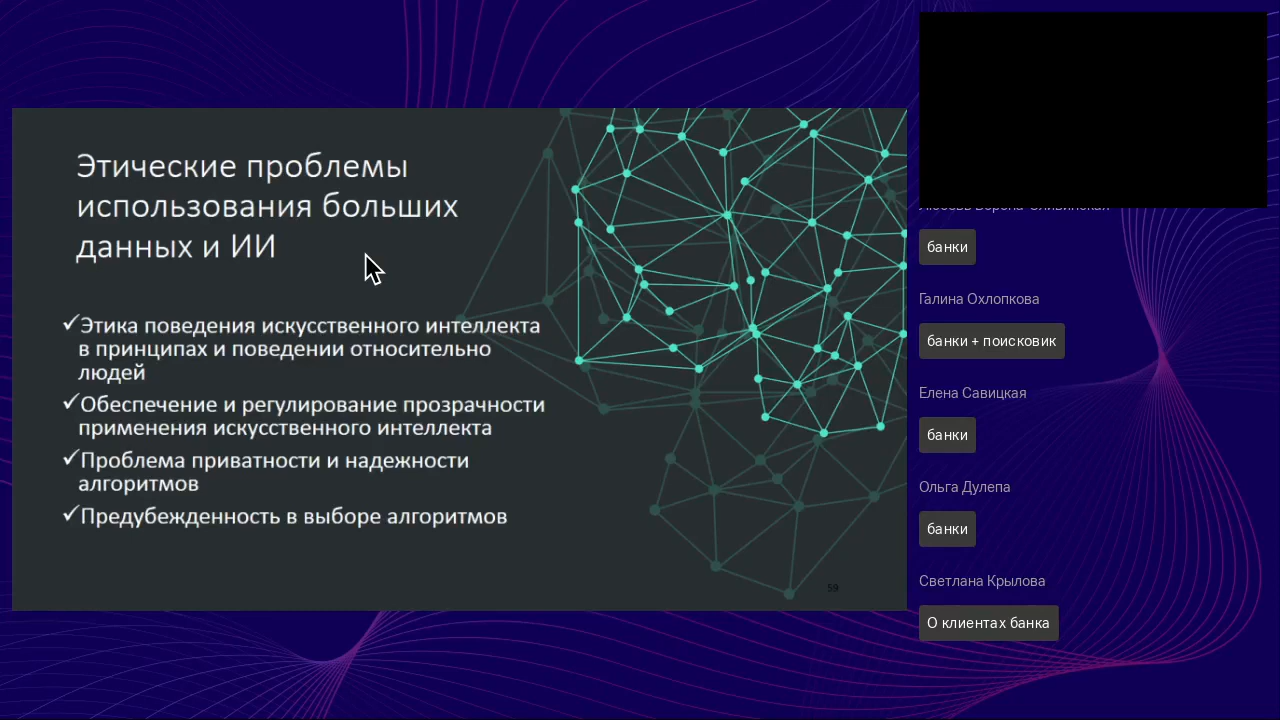 Этические проблемы
использования больших
данных и ИИ
✓Этика поведения искусственного интеллекта
в принципах и поведении относительно
людей
✓Обеспечение и регулирование прозрачности
применения искусственного интеллекта
✓Проблема приватности и надежности
алгоритмов
✓Предубежденность в выборе алгоритмов
59
банки
Галина Охлопкова
банки + поисковик
Елена Савицкая
банки
Ольга Дулепа
банки
Светлана Крылова
О клиентах банка